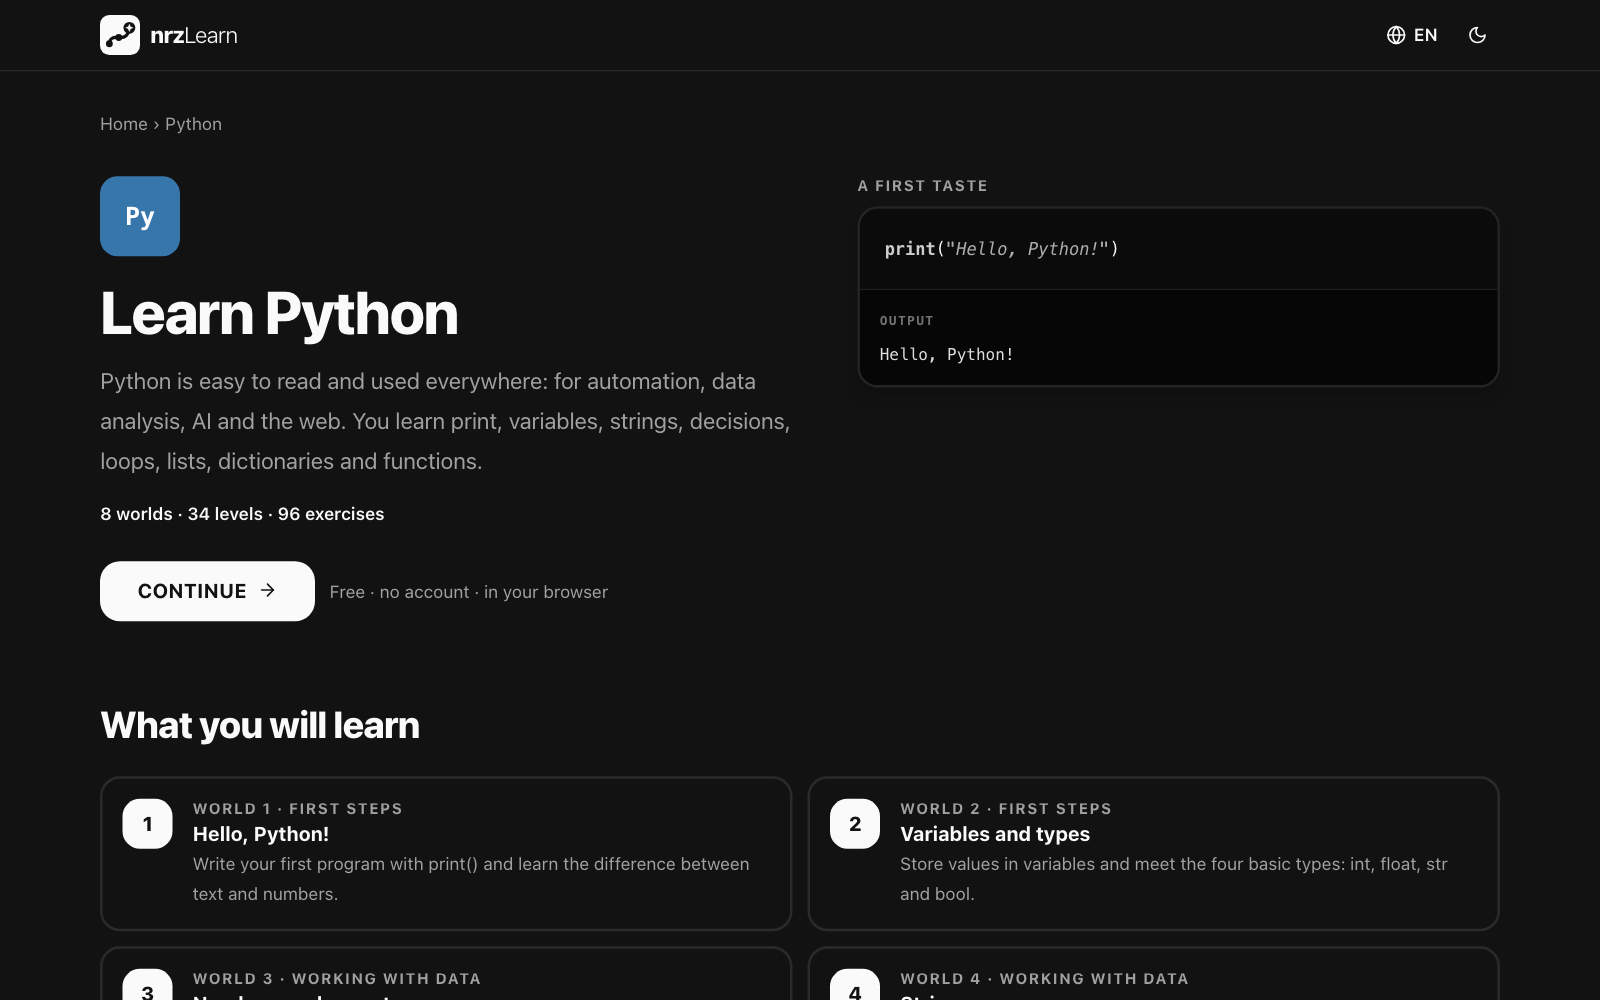 nrzLearn
EN
Home › Python
Py
Learn Python
Python is easy to read and used everywhere: for automation, data
analysis, AI and the web. You learn print, variables, strings, decisions,
loops, lists, dictionaries and functions.
8 worlds · 34 levels · 96 exercises
CONTINUE →
Free · no account · in your browser
A FIRST TASTE
print("Hello, Python!")
OUTPUT
Hello, Python!
What you will learn
1
WORLD 1 · FIRST STEPS
Hello, Python!
Write your first program with print() and learn the difference between
text and numbers.
2
WORLD 2 · FIRST STEPS
Variables and types
Store values in variables and meet the four basic types: int, float, str
and bool.
3
WORLD 3 · WORKING WITH DATA
4
WORLD 4 · WORKING WITH DATA